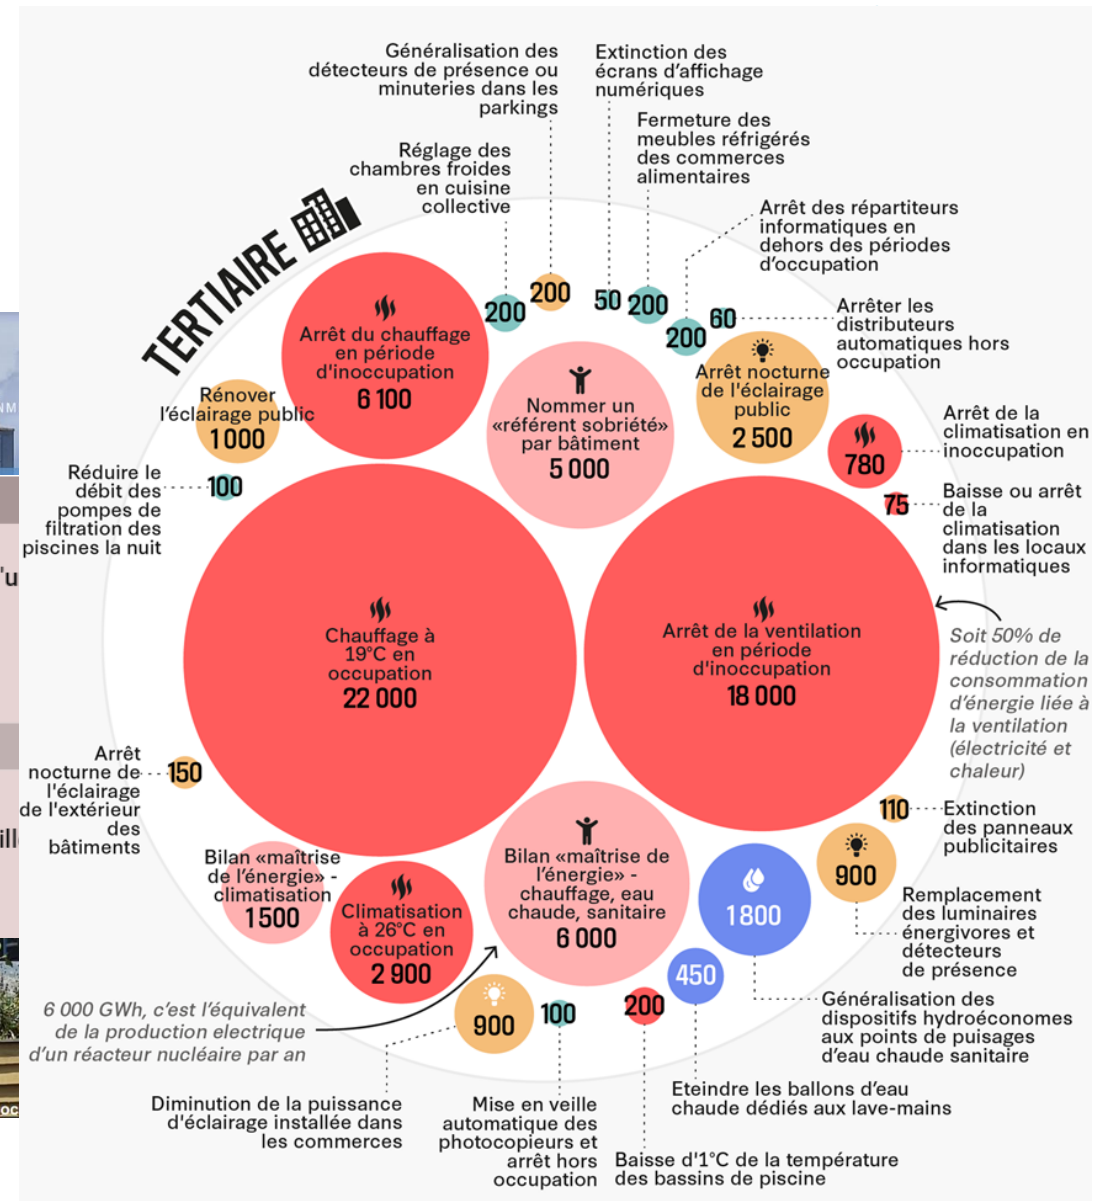 Généralisation des
détecteurs de présence ou
minuteries dans les
parkings
Extinction des
écrans d'affichage
numériques
Fermeture des
meubles réfrigérés
des commerces
alimentaires
Réglage des
chambres froides
en cuisine
collective
Arrêt des répartiteurs
informatiques en
dehors des périodes
d'occupation
TERTIAIRE
200
200
50
200
200
60
Arrêter les
distributeurs
automatiques hors
occupation
Arrêt du chauffage
en période
d'inoccupation
6 100
Nommer un
«référent sobriété»
par bâtiment
5 000
Arrêt nocturne
de l'éclairage
public
2 500
Rénover
l'éclairage public
1 000
Arrêt de la
climatisation en
inoccupation
780
Réduire le
débit des
pompes de
filtration des
piscines la nuit
100
75
Baisse ou arrêt
de la
climatisation
dans les locaux
informatiques
Chauffage à
19°C en
occupation
22 000
Arrêt de la ventilation
en période
d'inoccupation
18 000
Soit 50% de
réduction de la
consommation
d'énergie liée à
la ventilation
(électricité et
chaleur)
Arrêt
nocturne de
l'éclairage
de l'extérieur
des
bâtiments
150
110
Extinction
des panneaux
publicitaires
Bilan «maîtrise
de l'énergie» -
climatisation
1 500
Climatisation
à 26°C en
occupation
2 900
Bilan «maîtrise de
l'énergie» -
chauffage, eau
chaude, sanitaire
6 000
1 800
900
Remplacement
des luminaires
énergivores et
détecteurs
de présence
450
200
100
900
6 000 GWh, c'est l'équivalent
de la production electrique
d'un réacteur nucléaire par an
Généralisation des
dispositifs hydroéconomes
aux points de puisages
d'eau chaude sanitaire
Eteindre les ballons d'eau
chaude dédiés aux lave-mains
Diminution de la puissance
d'éclairage installée dans
les commerces
Mise en veille
automatique des
photocopieurs et
arrêt hors
occupation
Baisse d'1°C de la température
des bassins de piscine